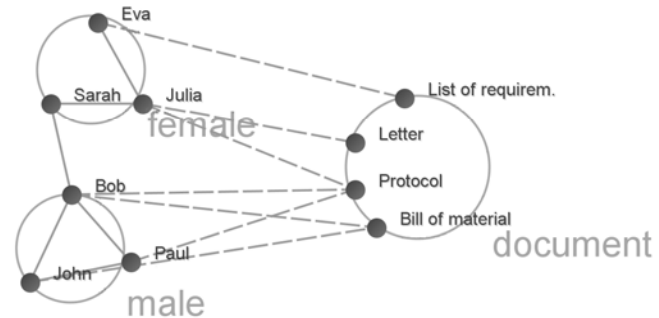 Eva
List of requirem.
Sarah
Julia
female
Letter
Protocol
Bob
Bill of material
document
Paul
John
male